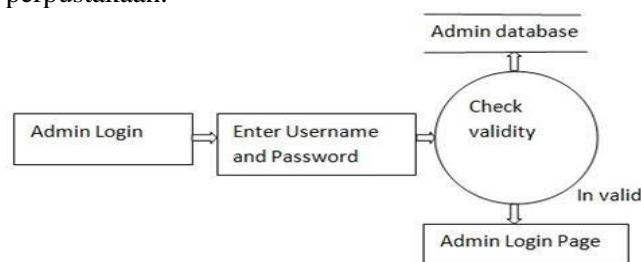 perpustakaan.
Admin database
Check
validity
Admin Login
Enter Username
and Password
In valid
Admin Login Page